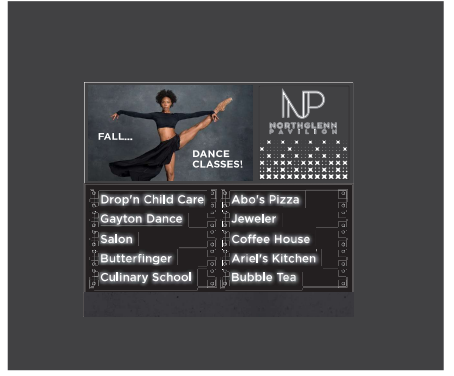 FALL...
DANCE
CLASSES!
NP
NORTHGLENN
PAVILION
Drop'n Child Care
Gayton Dance
Salon
Butterfinger
Culinary School
Abo's Pizza
Jeweler
Coffee House
Ariel's Kitchen
Bubble Tea